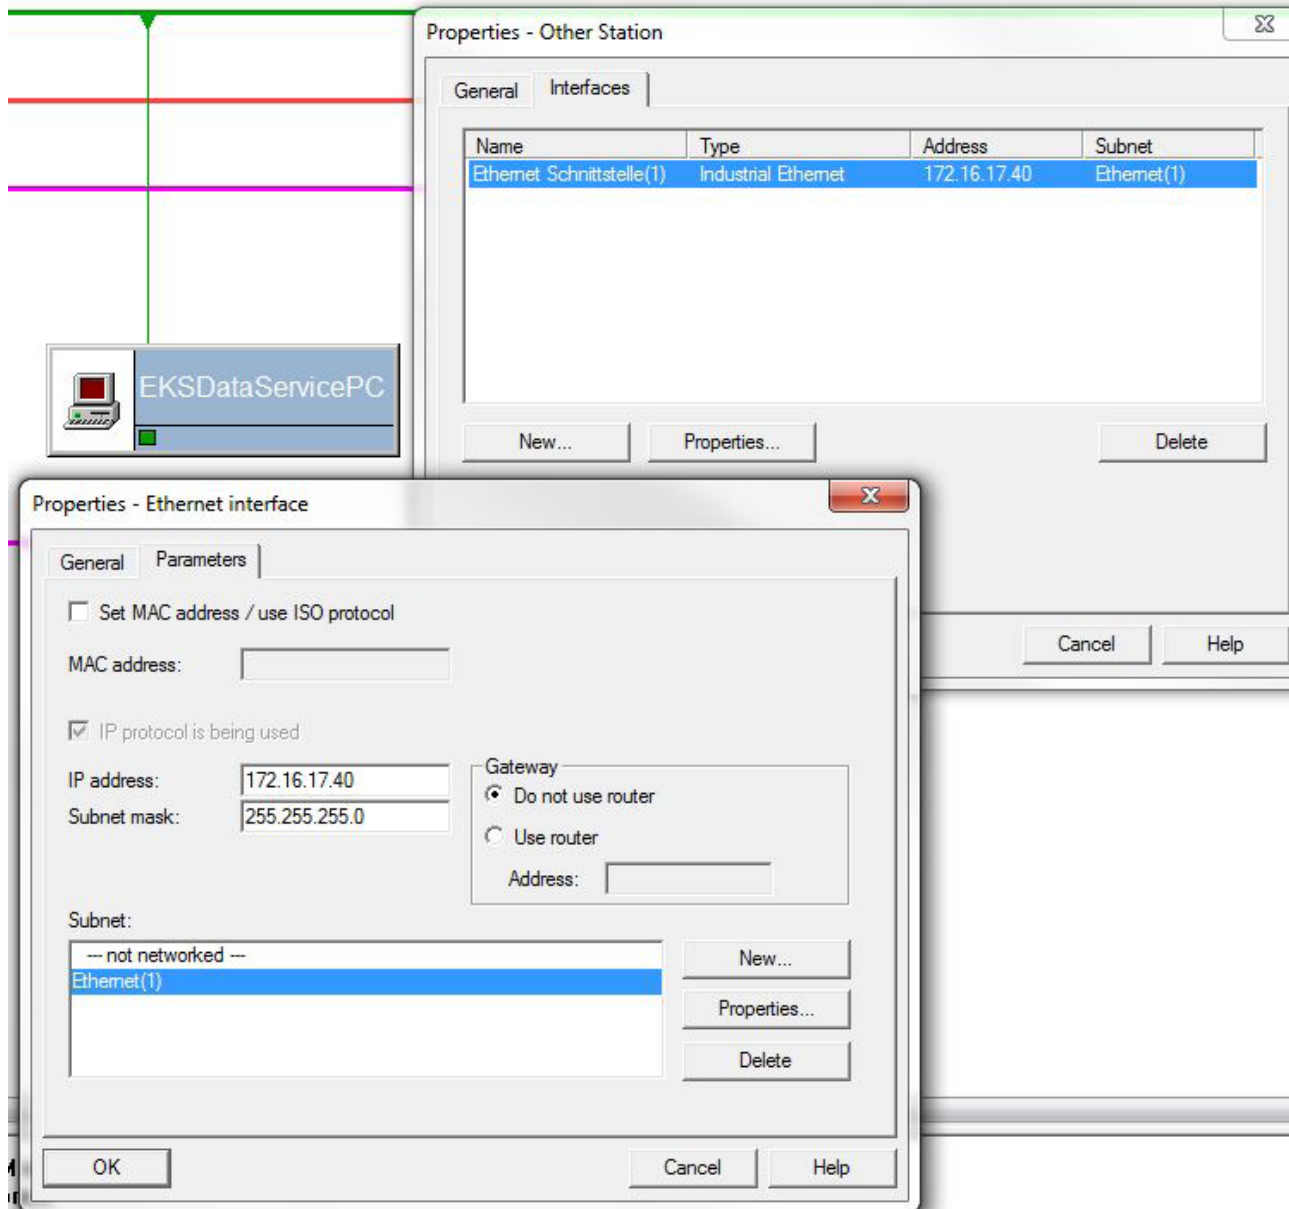 Properties - Other Station
General Interfaces
Name Type Address Subnet
Ethernet Schnittstelle(1) Industrial Ethernet 172.16.17.40 Ethernet(1)
EKSDataServicePC
New... Properties... Delete
Cancel Help
Properties - Ethernet interface
General Parameters
Set MAC address / use ISO protocol
MAC address:
IP protocol is being used
IP address: 172.16.17.40
Subnet mask: 255.255.255.0
Gateway
Do not use router
Use router
Address:
Subnet:
--- not networked ---
Ethernet(1)
New...
Properties...
Delete
OK Cancel Help